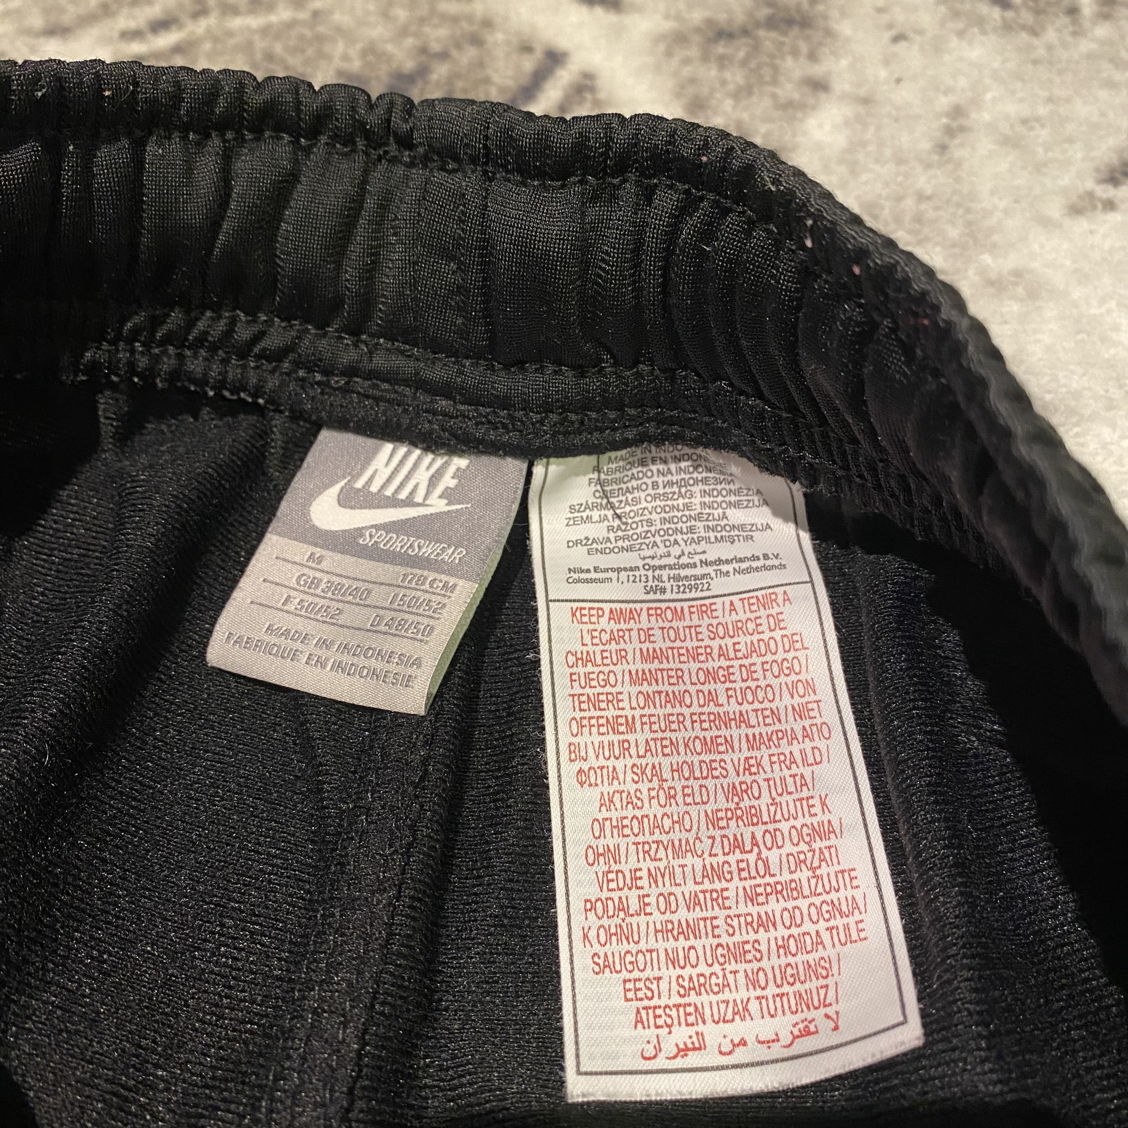 NIKE
SPORTSWEAR
M 178 CM
GB 38/40 I 50/52
F 50/52 D 48/50
MADE IN INDONESIA
FABRIQUE EN INDONESIE
MADE IN INDO
FABRIQUE EN INDON
FABRICADO NA INDONES
СДЕЛАНО В ИНДОНЕЗИИ
SZÁRMAZÁSI ORSZÁG: INDONÉZIA
ZEMLJA PROIZVODNJE: INDONEZIJA
RAŽOTS: INDONĒZIJĀ
DRŽAVA PROIZVODNJE: INDONEZIJA
ENDONEZYA'DA YAPILMIŞTIR
صنع في اندونيسيا
Nike European Operations Netherlands B.V.
Colosseum 1, 1213 NL Hilversum, The Netherlands
SAF# 1329922
KEEP AWAY FROM FIRE / A TENIR A
L'ECART DE TOUTE SOURCE DE
CHALEUR / MANTENER ALEJADO DEL
FUEGO / MANTER LONGE DE FOGO /
TENERE LONTANO DAL FUOCO / VON
OFFENEM FEUER FERNHALTEN / NIET
BIJ VUUR LATEN KOMEN / ΜΑΚΡΙΑ ΑΠΟ
ΦΩΤΙΑ / SKAL HOLDES VÆK FRA ILD /
AKTAS FÖR ELD / VARO TULTA /
ОГНЕОПАСНО / NEPŘIBLIŽUJTE K
OHNI / TRZYMAĆ Z DALA OD OGNIA /
VÉDJE NYÍLT LÁNG ELŐL / DRŽATI
PODALJE OD VATRE / NEPRIBLIŽUJTE
K OHŇU / HRANITE STRAN OD OGNJA /
SAUGOTI NUO UGNIES / HOIDA TULE
EEST / SARGĀT NO UGUNS! /
ATEŞTEN UZAK TUTUNUZ /
لا تقترب من النيران